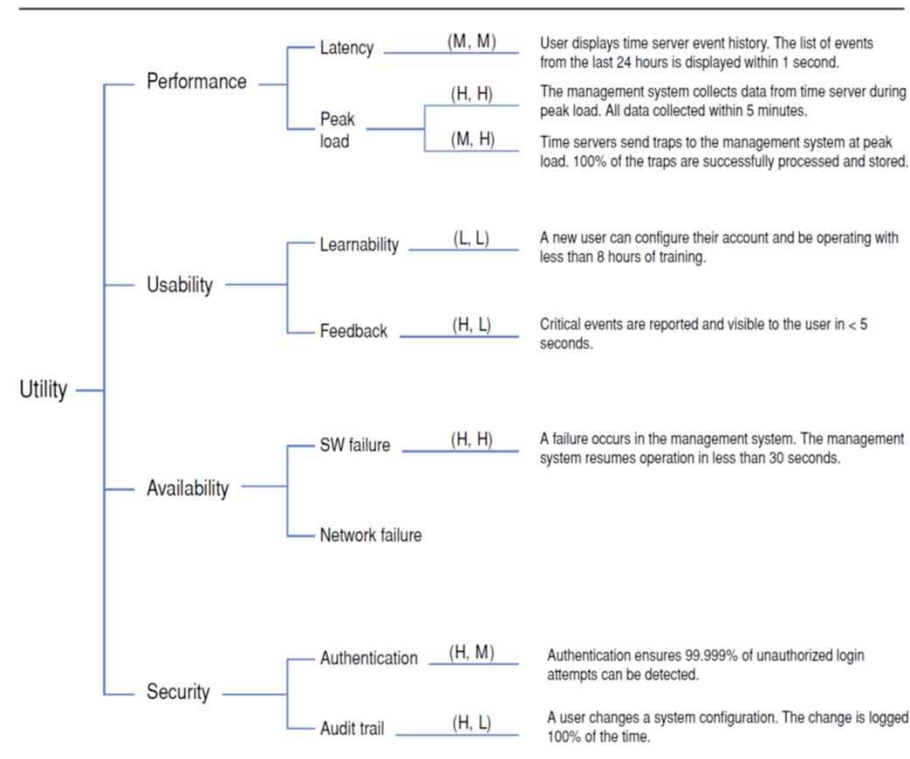 Latency
(M, M)
User displays time server event history. The list of events
from the last 24 hours is displayed within 1 second.
Performance
(H, H)
The management system collects data from time server during
peak load. All data collected within 5 minutes.
Peak
load
(M, H)
Time servers send traps to the management system at peak
load. 100% of the traps are successfully processed and stored.
Learnability
(L, L)
A new user can configure their account and be operating with
less than 8 hours of training.
Usability
Feedback
(H, L)
Critical events are reported and visible to the user in < 5
seconds.
Utility
SW failure
(H, H)
A failure occurs in the management system. The management
system resumes operation in less than 30 seconds.
Availability
Network failure
Authentication
(H, M)
Authentication ensures 99.999% of unauthorized login
attempts can be detected.
Security
Audit trail
(H, L)
A user changes a system configuration. The change is logged
100% of the time.